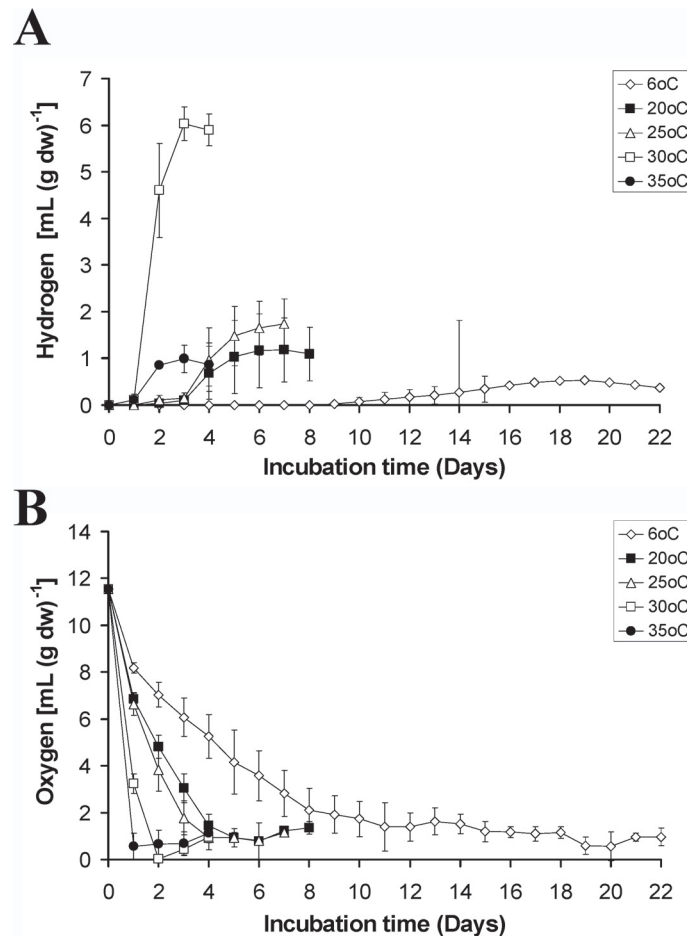 A
Hydrogen [mL (g dw)⁻¹]
7
6
5
4
3
2
1
0
0 2 4 6 8 10 12 14 16 18 20 22
Incubation time (Days)
6oC
20oC
25oC
30oC
35oC
B
Oxygen [mL (g dw)⁻¹]
14
12
10
8
6
4
2
0
0 2 4 6 8 10 12 14 16 18 20 22
Incubation time (Days)
6oC
20oC
25oC
30oC
35oC